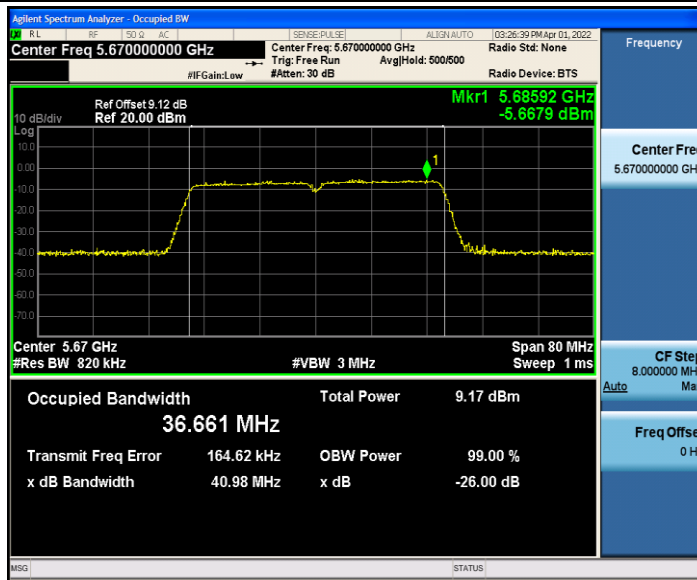 Agilent Spectrum Analyzer - Occupied BW
RL RF 50 Ω AC SENSE:PULSE ALIGN AUTO 03:26:39 PM Apr 01, 2022
Center Freq 5.670000000 GHz
Center Freq: 5.670000000 GHz
Radio Std: None
Trig: Free Run Avg|Hold: 500/500
#IFGain:Low #Atten: 30 dB Radio Device: BTS
Ref Offset 9.12 dB
10 dB/div Ref 20.00 dBm
Mkr1 5.68592 GHz
-5.6679 dBm
Log
10.0
0.00
-10.0
-20.0
-30.0
-40.0
-50.0
-60.0
-70.0
1
Center 5.67 GHz Span 80 MHz
#Res BW 820 kHz #VBW 3 MHz Sweep 1 ms
Occupied Bandwidth Total Power 9.17 dBm
36.661 MHz
Transmit Freq Error 164.62 kHz OBW Power 99.00 %
x dB Bandwidth 40.98 MHz x dB -26.00 dB
MSG STATUS
Frequency
Center Fre
5.670000000 GH
CF Step
8.000000 MH
Auto Ma
Freq Offse
0 H